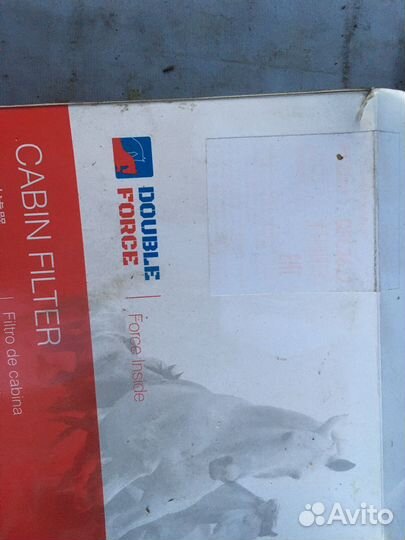 DOUBLE
FORCE
| Force Inside
CABIN FILTER
| Filtro de cabina
Avito